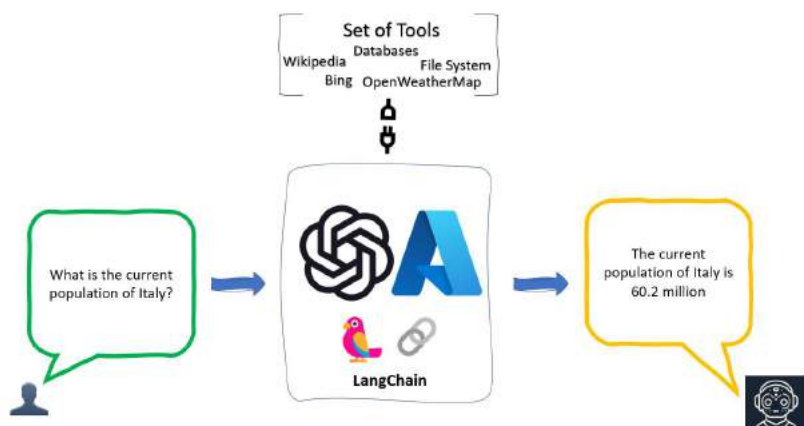 Set of Tools
Databases
Wikipedia
File System
Bing
OpenWeatherMap
What is the current
population of Italy?
The current
population of Italy is
60.2 million
LangChain